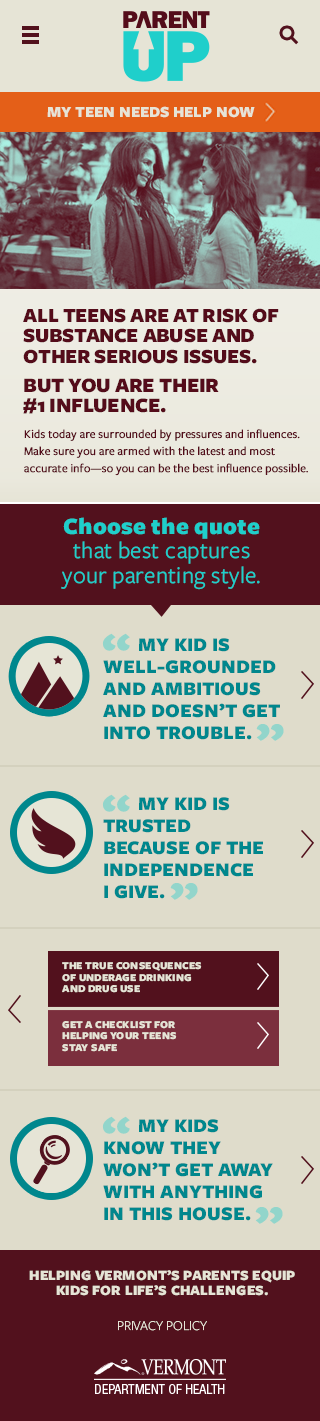 PARENT
UP
MY TEEN NEEDS HELP NOW
ALL TEENS ARE AT RISK OF
SUBSTANCE ABUSE AND
OTHER SERIOUS ISSUES.
BUT YOU ARE THEIR
#1 INFLUENCE.
Kids today are surrounded by pressures and influences.
Make sure you are armed with the latest and most
accurate info—so you can be the best influence possible.
Choose the quote
that best captures
your parenting style.
“ MY KID IS
WELL-GROUNDED
AND AMBITIOUS
AND DOESN’T GET
INTO TROUBLE. ”
“ MY KID IS
TRUSTED
BECAUSE OF THE
INDEPENDENCE
I GIVE. ”
THE TRUE CONSEQUENCES
OF UNDERAGE DRINKING
AND DRUG USE
GET A CHECKLIST FOR
HELPING YOUR TEENS
STAY SAFE
“ MY KIDS
KNOW THEY
WON’T GET AWAY
WITH ANYTHING
IN THIS HOUSE. ”
HELPING VERMONT’S PARENTS EQUIP
KIDS FOR LIFE’S CHALLENGES.
PRIVACY POLICY
VERMONT
DEPARTMENT OF HEALTH